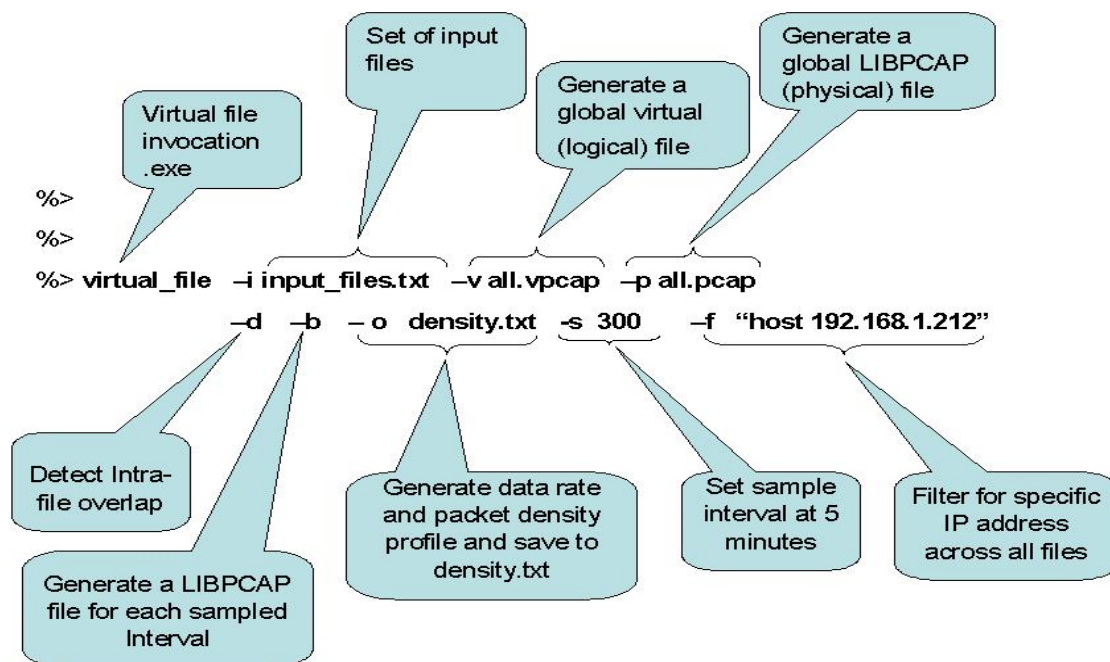 Set of input
files
Generate a
global LIBPCAP
(physical) file
Generate a
global virtual
(logical) file
Virtual file
invocation
.exe
%>
%>
%> virtual_file –i input_files.txt –v all.vpcap –p all.pcap
–d –b – o density.txt -s 300 –f “host 192.168.1.212”
Detect Intra-
file overlap
Generate a LIBPCAP
file for each sampled
Interval
Generate data rate
and packet density
profile and save to
density.txt
Set sample
interval at 5
minutes
Filter for specific
IP address
across all files